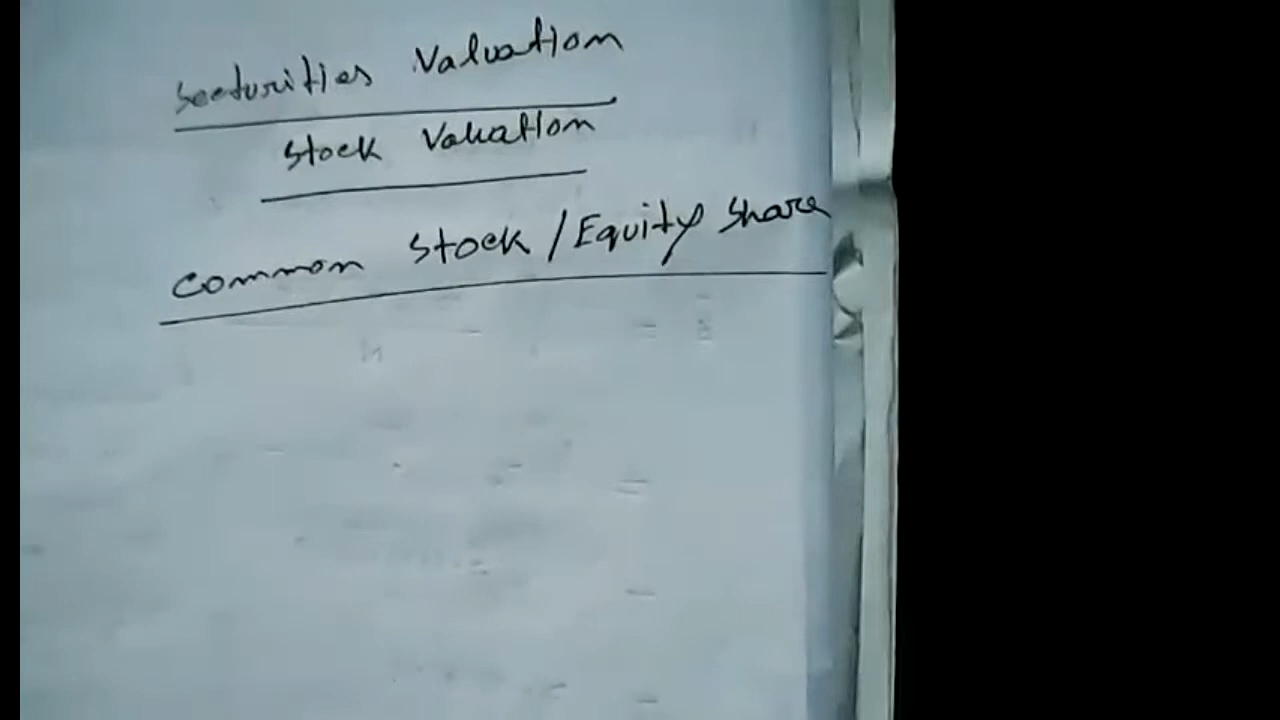 Securities Valuation
Stock Valuation
Common Stock / Equity Share